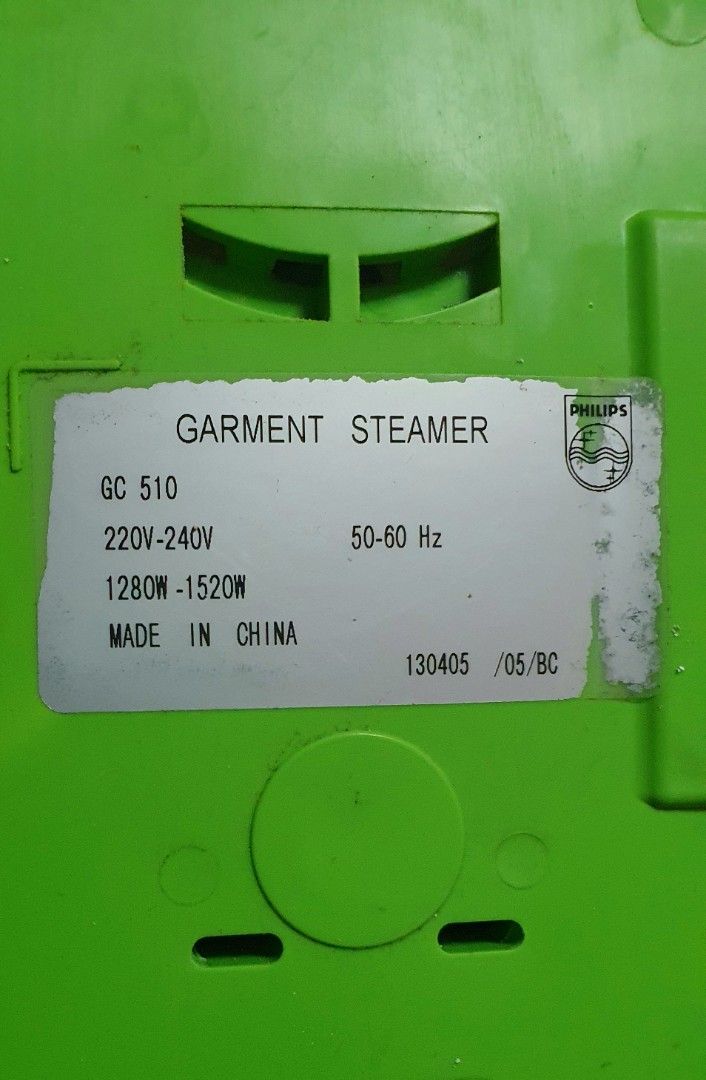 GARMENT STEAMER
PHILIPS
GC 510
220V-240V 50-60 Hz
1280W-1520W
MADE IN CHINA
130405 /05/BC